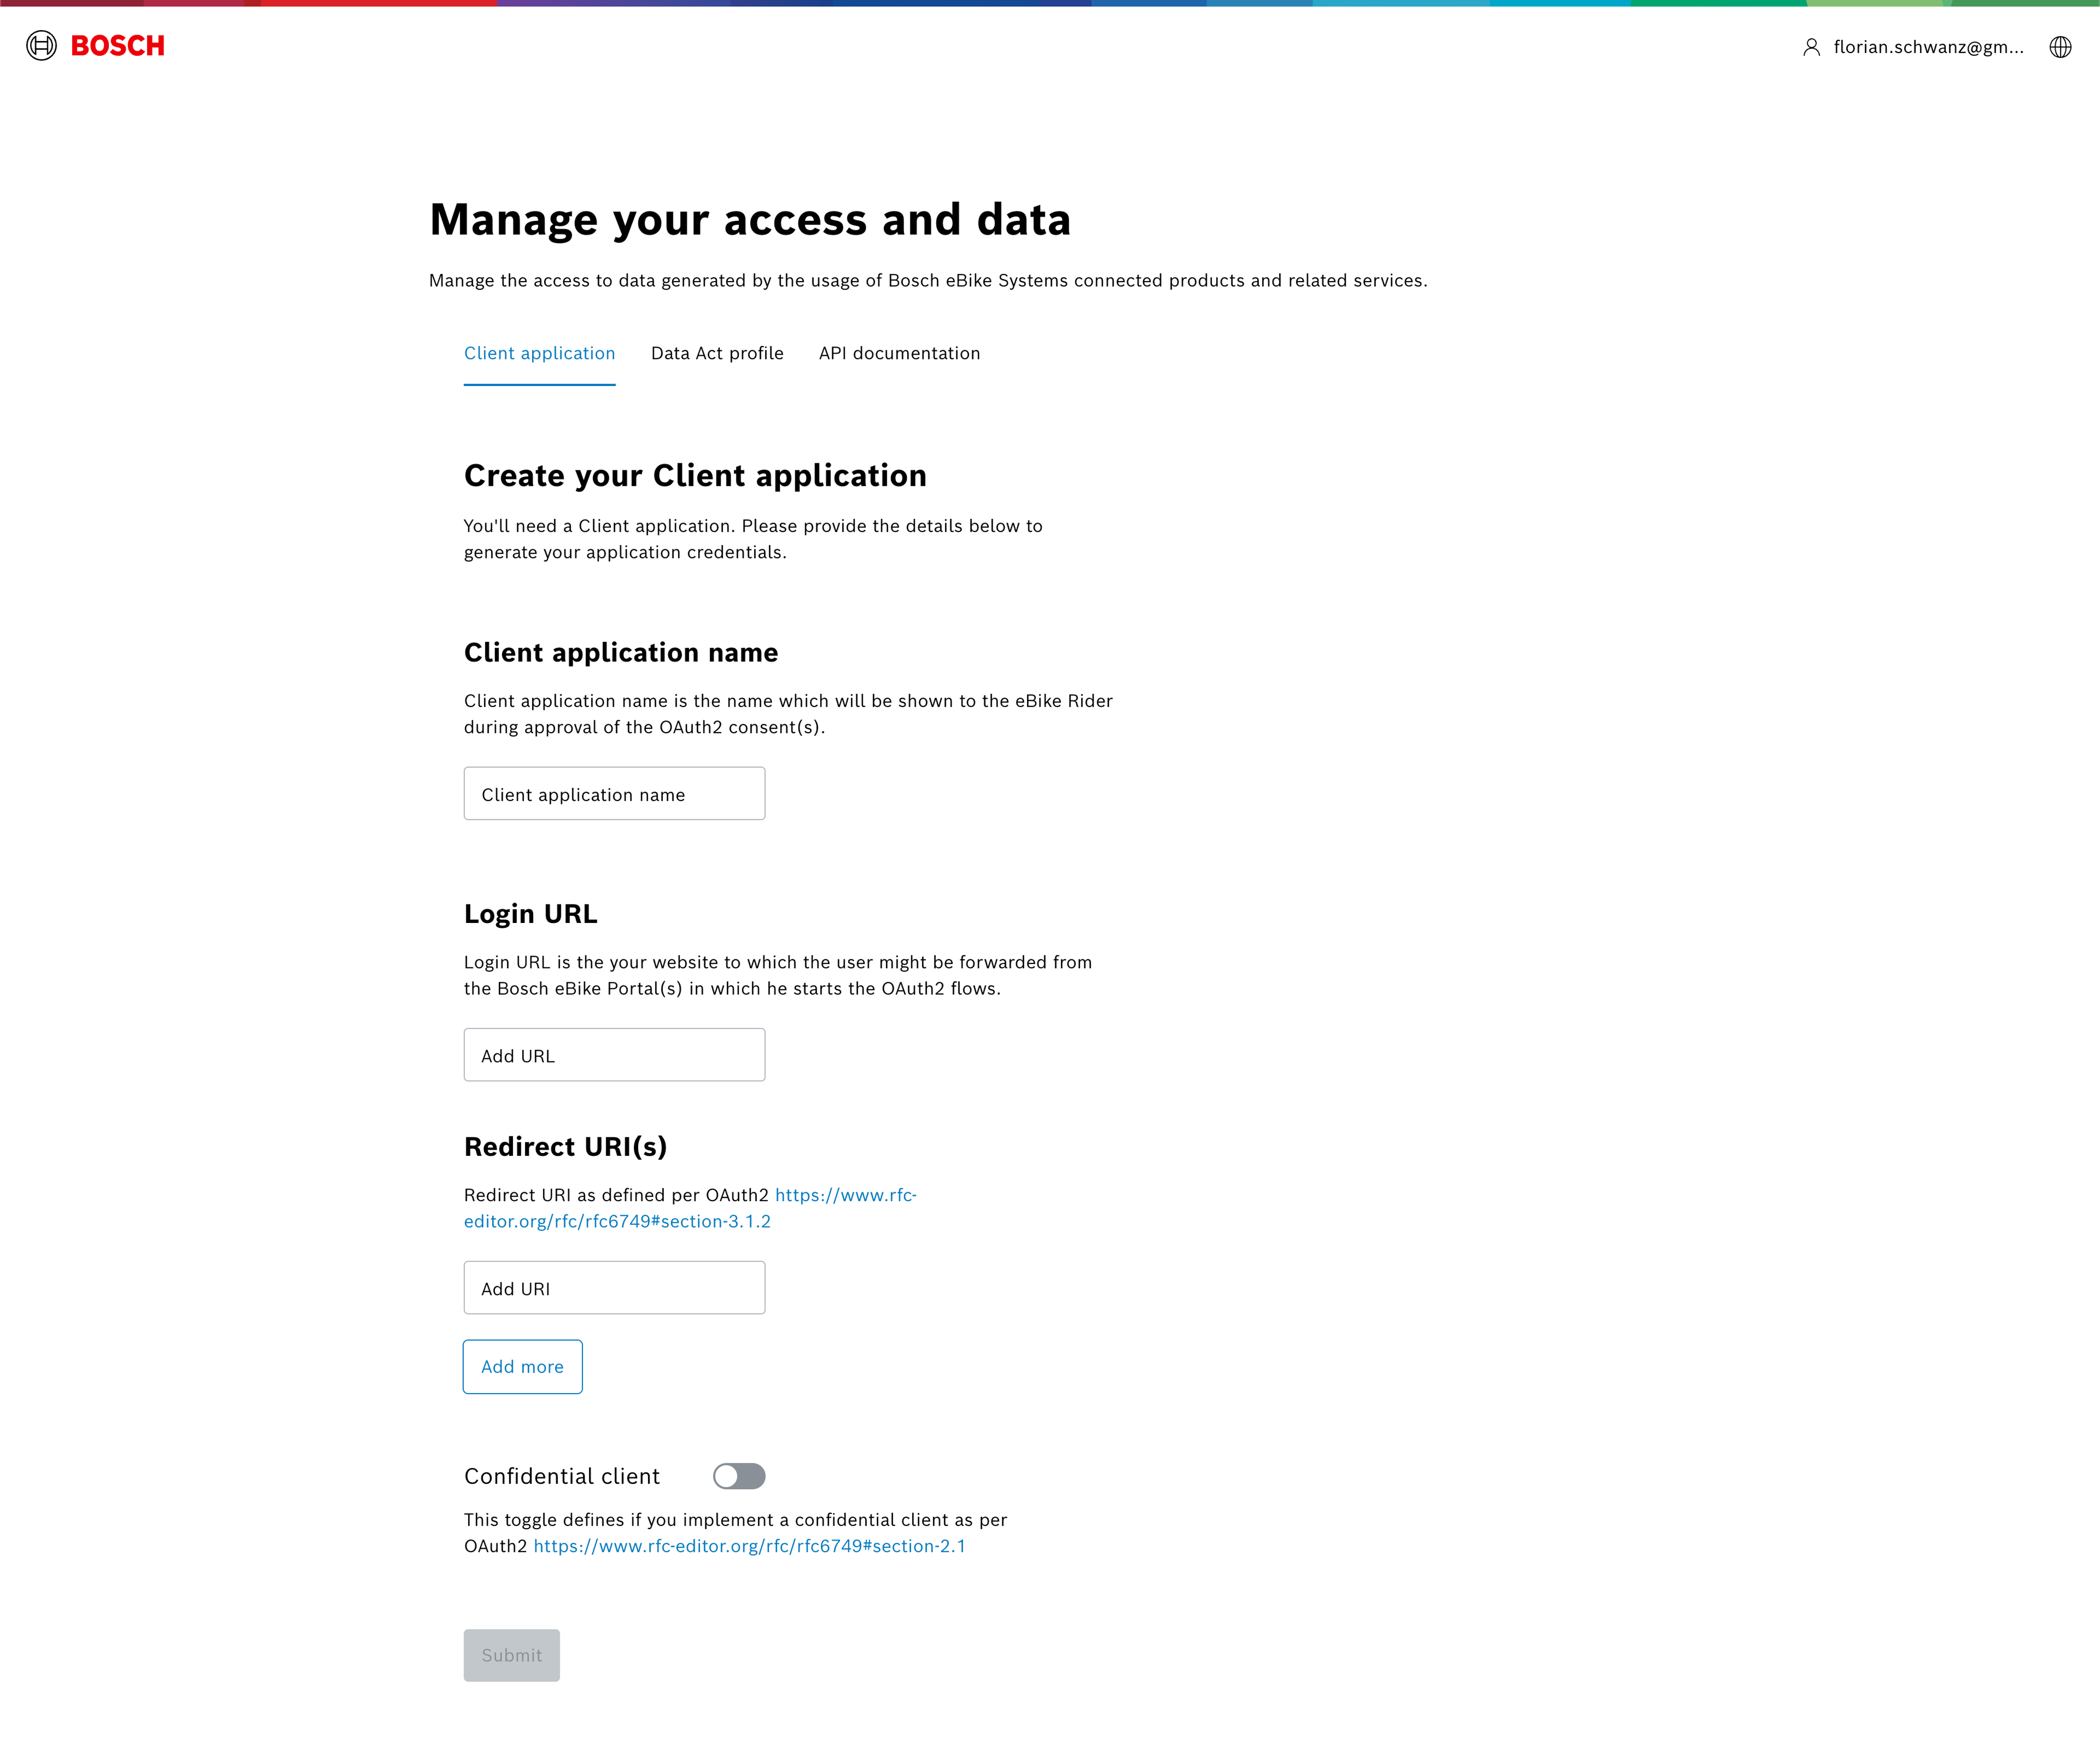 BOSCH
florian.schwanz@gm...
Manage your access and data
Manage the access to data generated by the usage of Bosch eBike Systems connected products and related services.
Client application
Data Act profile
API documentation
Create your Client application
You'll need a Client application. Please provide the details below to
generate your application credentials.
Client application name
Client application name is the name which will be shown to the eBike Rider
during approval of the OAuth2 consent(s).
Client application name
Login URL
Login URL is the your website to which the user might be forwarded from
the Bosch eBike Portal(s) in which he starts the OAuth2 flows.
Add URL
Redirect URI(s)
Redirect URI as defined per OAuth2 https://www.rfc-
editor.org/rfc/rfc6749#section-3.1.2
Add URI
Add more
Confidential client
This toggle defines if you implement a confidential client as per
OAuth2 https://www.rfc-editor.org/rfc/rfc6749#section-2.1
Submit